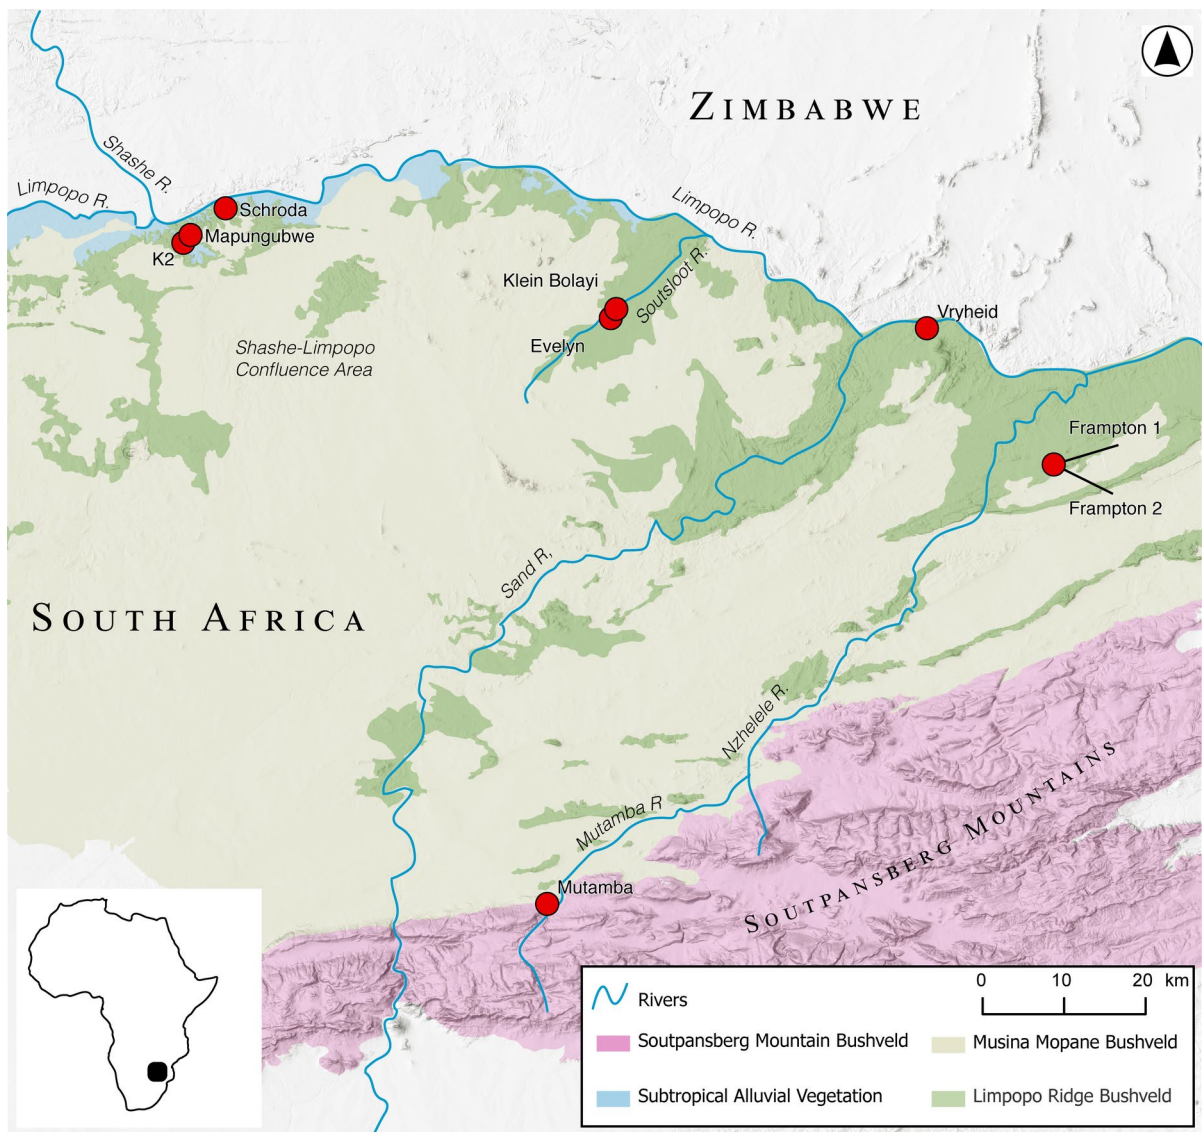 ZIMBABWE
Shashe R.
Limpopo R.
Schroda
Mapungubwe
K2
Limpopo R.
Klein Bolayi
Soutsloot R.
Evelyn
Vryheid
Shashe-Limpopo
Confluence Area
Frampton 1
Frampton 2
Sand R,
SOUTH AFRICA
Nzhelele R.
Mutamba R
Mutamba
SOUTPANSBERG MOUNTAINS
0 10 20 km
Rivers
Soutpansberg Mountain Bushveld
Musina Mopane Bushveld
Subtropical Alluvial Vegetation
Limpopo Ridge Bushveld